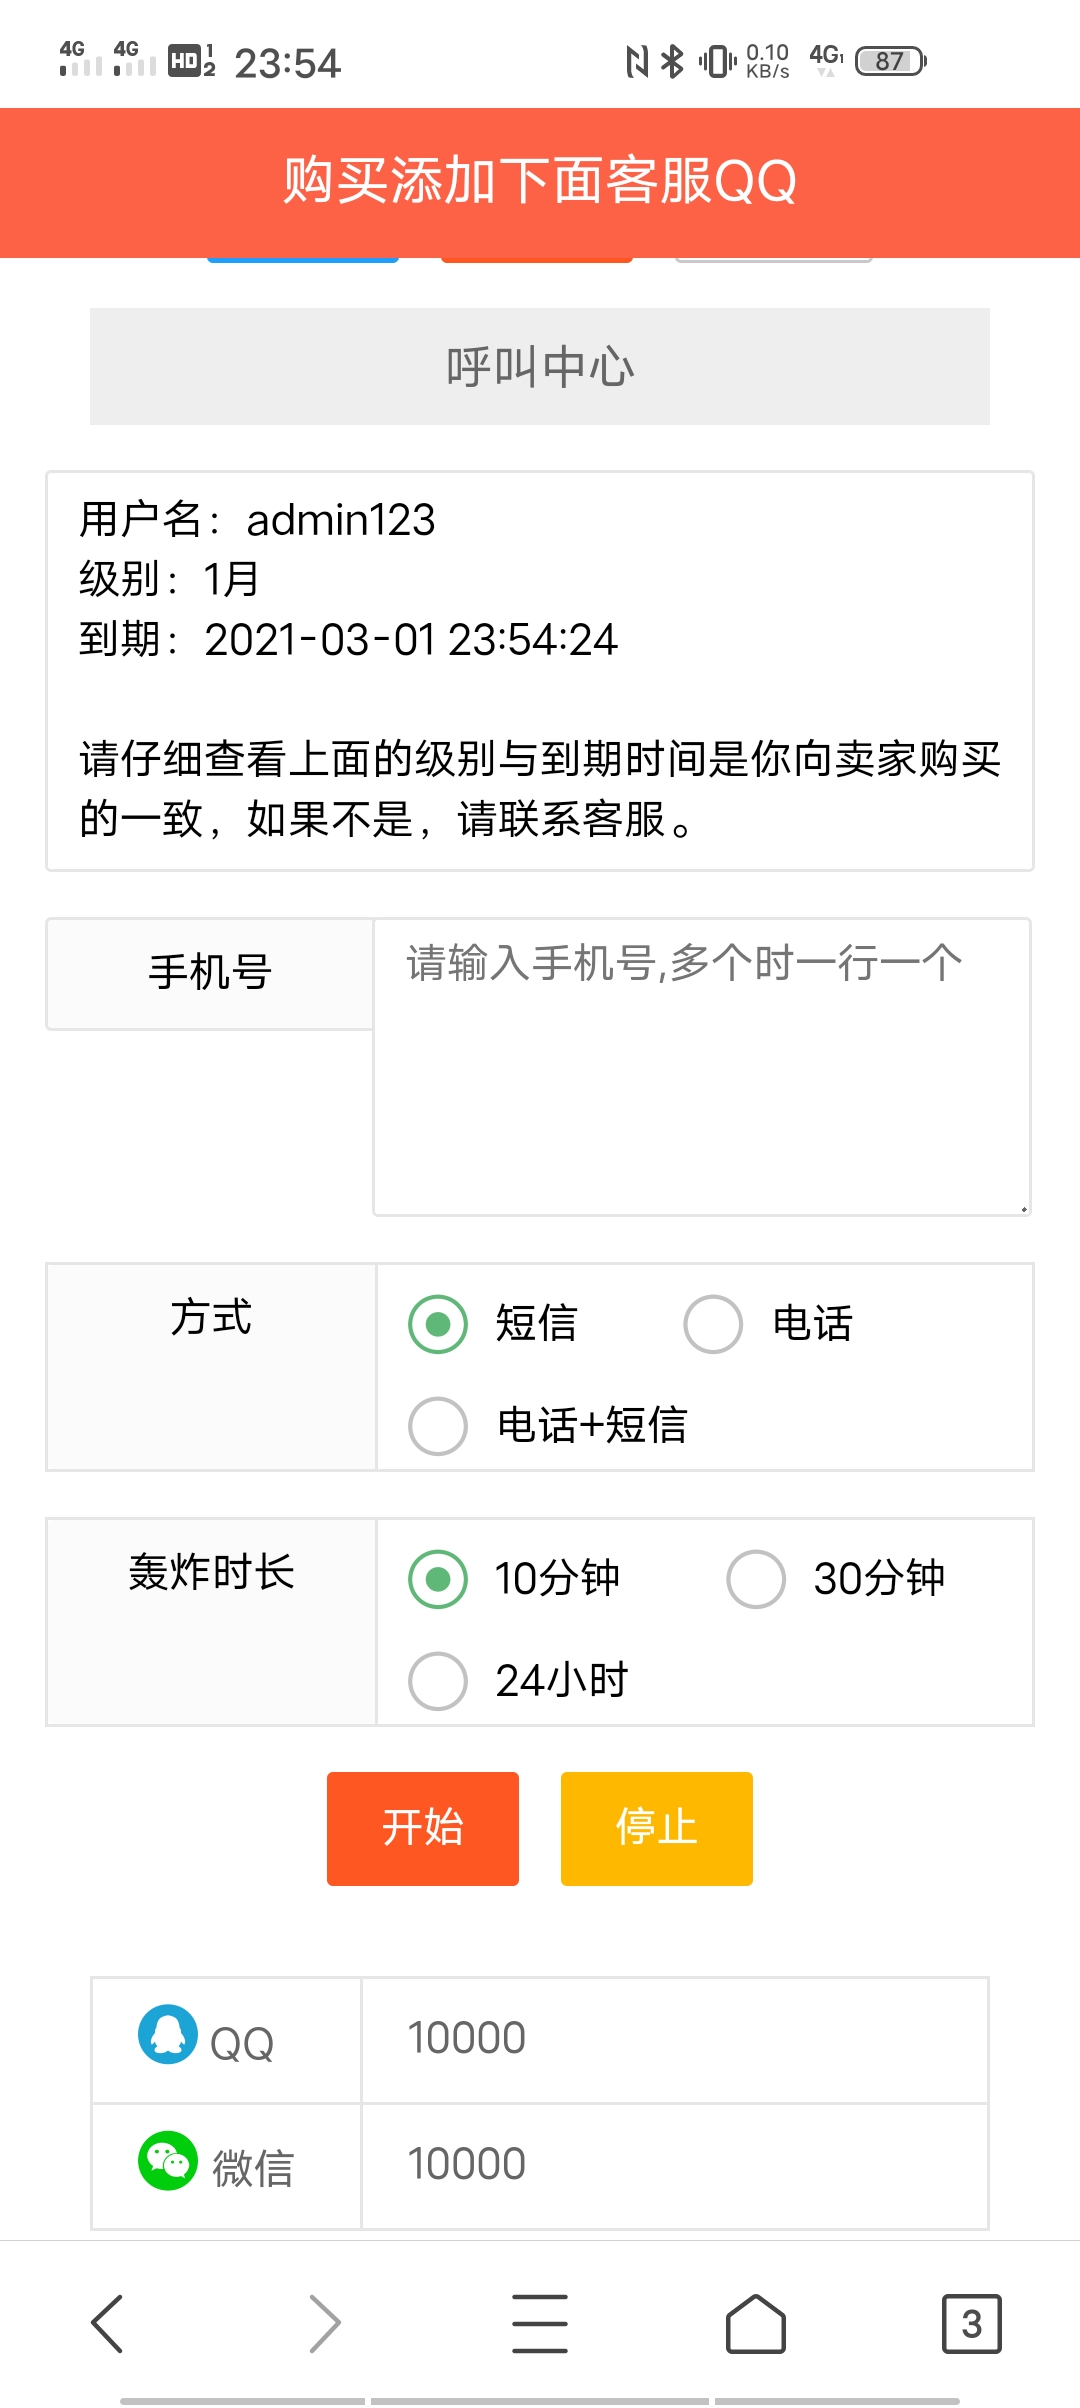 4G 4G HD 1 2 23:54 0.10 KB/s 4G 1 87
购买添加下面客服QQ
呼叫中心
用户名：admin123
级别：1月
到期：2021-03-01 23:54:24
请仔细查看上面的级别与到期时间是你向卖家购买
的一致，如果不是，请联系客服。
手机号
请输入手机号,多个时一行一个
方式
短信 电话
电话+短信
轰炸时长
10分钟 30分钟
24小时
开始 停止
QQ 10000
微信 10000
3